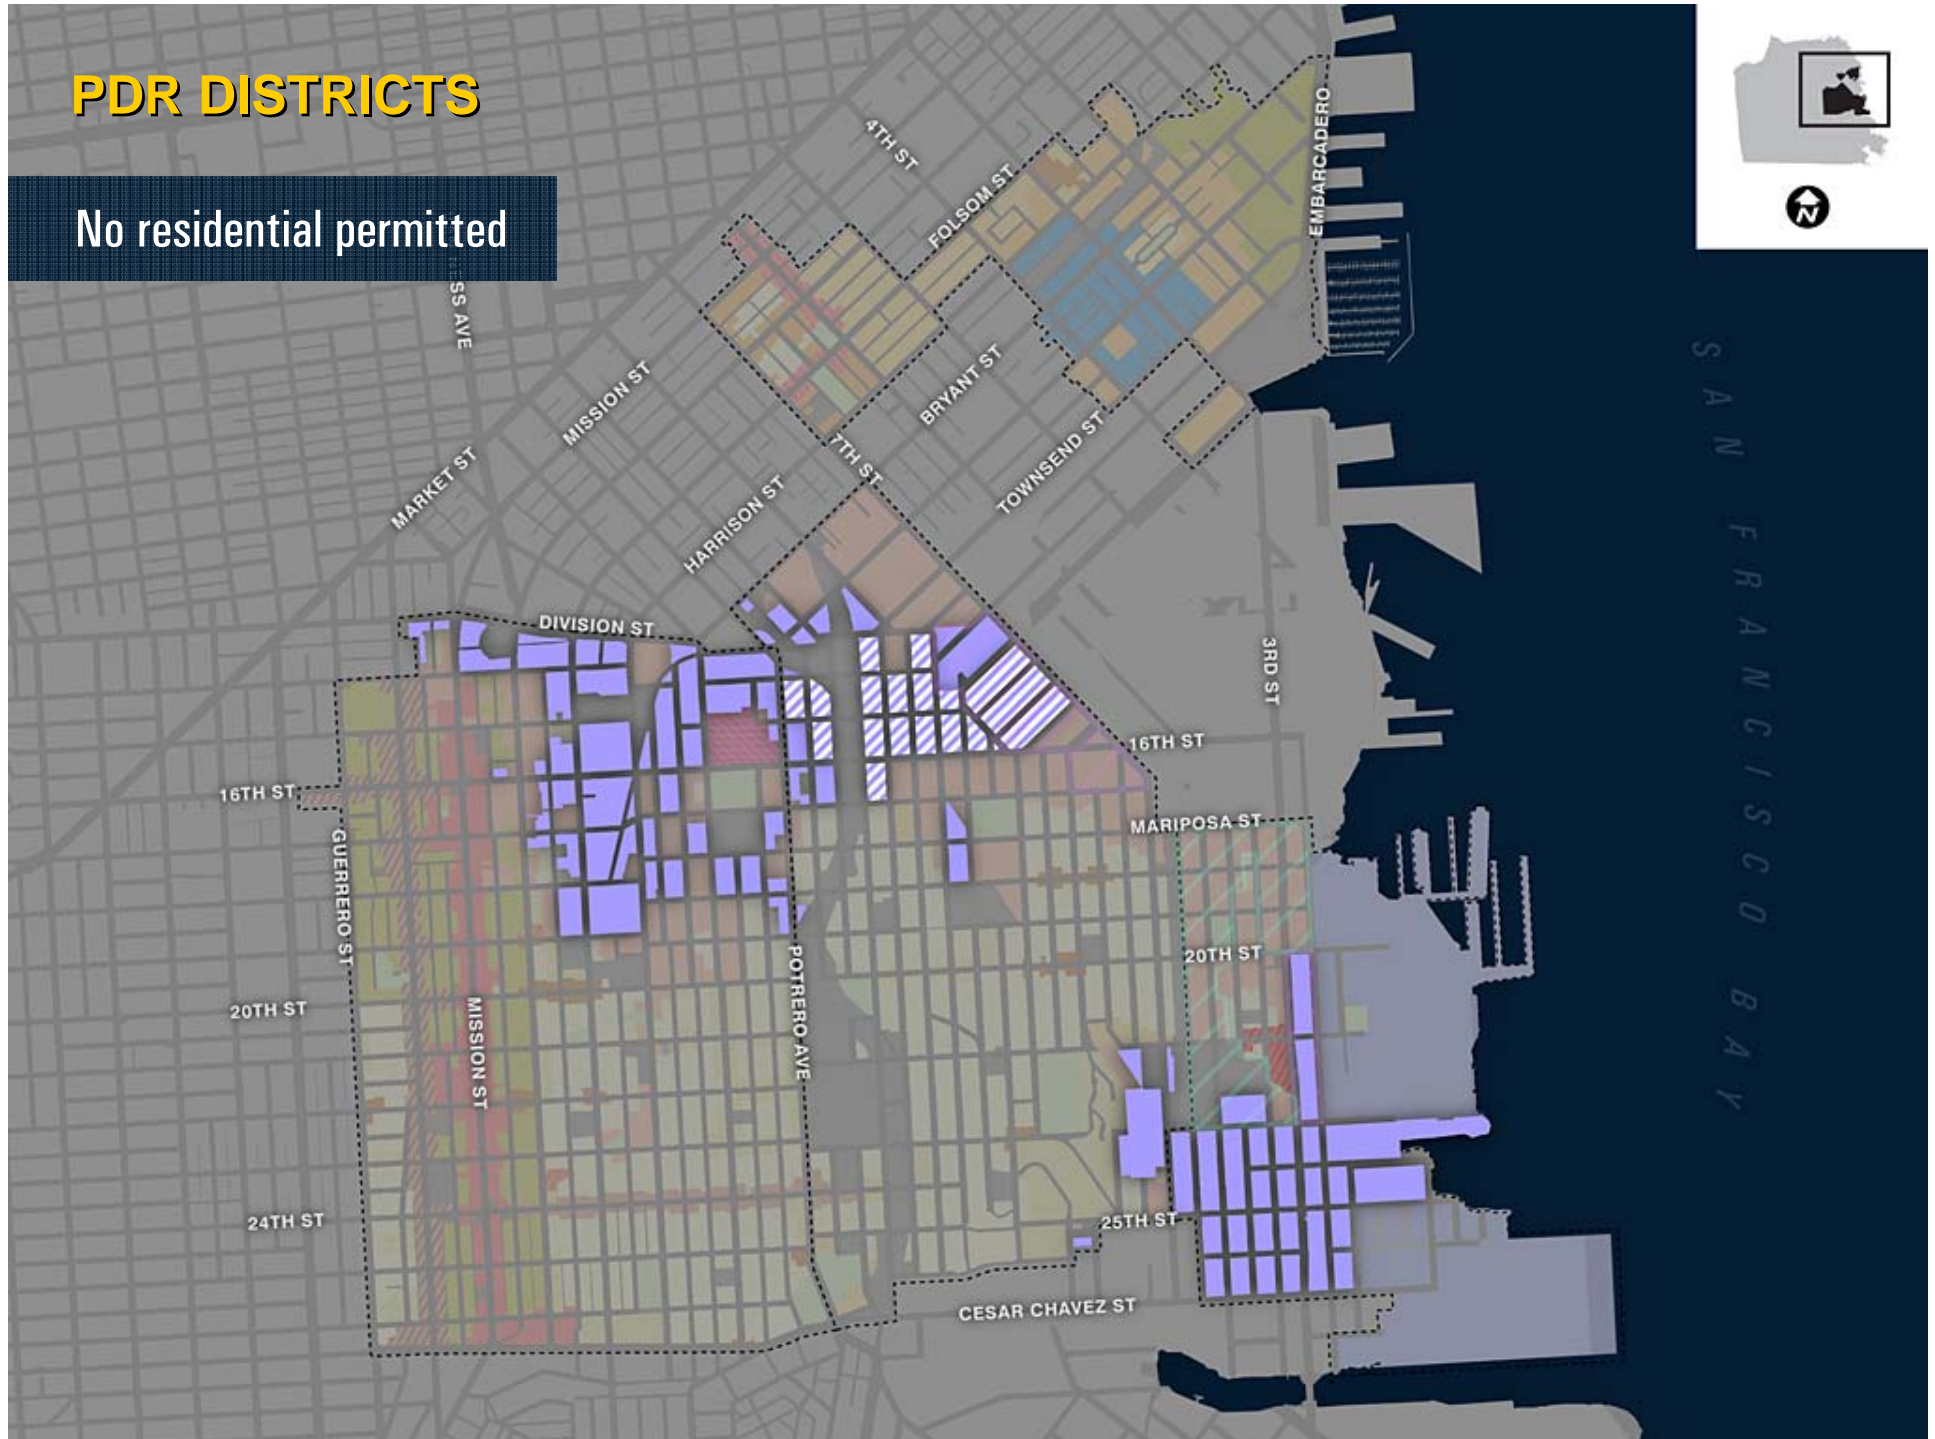 PDR DISTRICTS
No residential permitted
N
4TH ST
FOLSOM ST
EMBARCADERO
SS AVE
MISSION ST
BRYANT ST
MARKET ST
7TH ST
TOWNSEND ST
HARRISON ST
DIVISION ST
3RD ST
16TH ST
16TH ST
MARIPOSA ST
GUERRERO ST
20TH ST
20TH ST
MISSION ST
POTRERO AVE
24TH ST
25TH ST
CESAR CHAVEZ ST
SAN FRANCISCO BAY